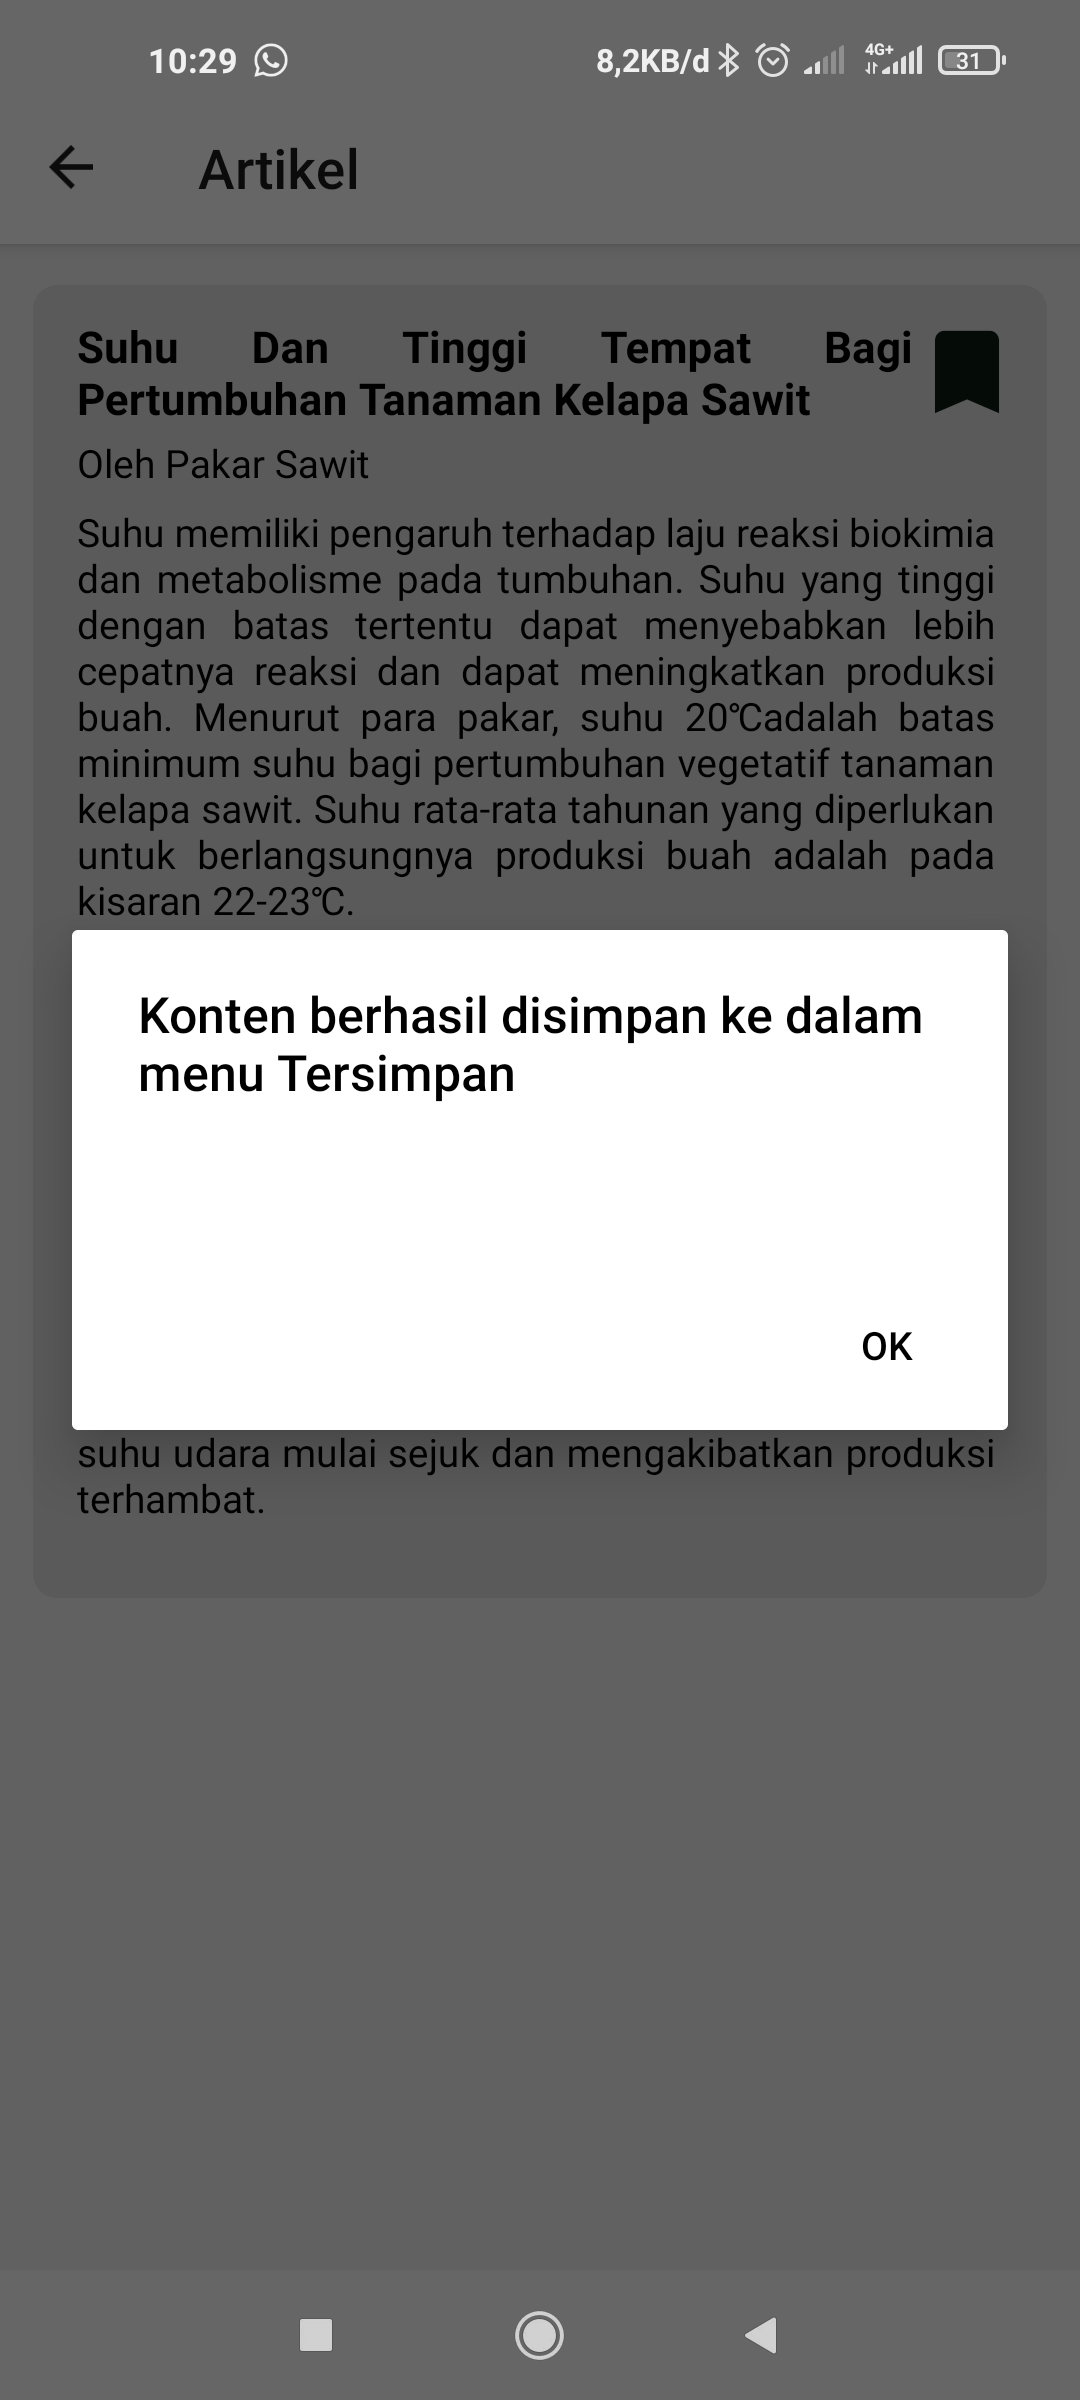 10:29
8,2KB/d 4G+ 31
Artikel
Suhu Dan Tinggi Tempat Bagi
Pertumbuhan Tanaman Kelapa Sawit
Oleh Pakar Sawit
Suhu memiliki pengaruh terhadap laju reaksi biokimia
dan metabolisme pada tumbuhan. Suhu yang tinggi
dengan batas tertentu dapat menyebabkan lebih
cepatnya reaksi dan dapat meningkatkan produksi
buah. Menurut para pakar, suhu 20℃adalah batas
minimum suhu bagi pertumbuhan vegetatif tanaman
kelapa sawit. Suhu rata-rata tahunan yang diperlukan
untuk berlangsungnya produksi buah adalah pada
kisaran 22-23℃.
Konten berhasil disimpan ke dalam
menu Tersimpan
OK
suhu udara mulai sejuk dan mengakibatkan produksi
terhambat.